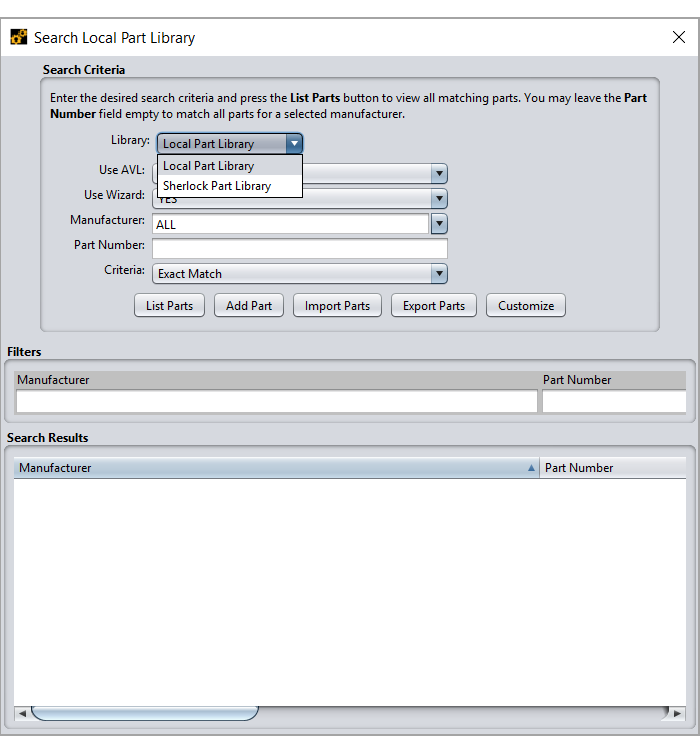 Search Local Part Library
Search Criteria
Enter the desired search criteria and press the List Parts button to view all matching parts. You may leave the Part
Number field empty to match all parts for a selected manufacturer.
Library: Local Part Library
Local Part Library
Sherlock Part Library
Use AVL:
Use Wizard: YES
Manufacturer: ALL
Part Number:
Criteria: Exact Match
List Parts Add Part Import Parts Export Parts Customize
Filters
Manufacturer Part Number
Search Results
Manufacturer Part Number